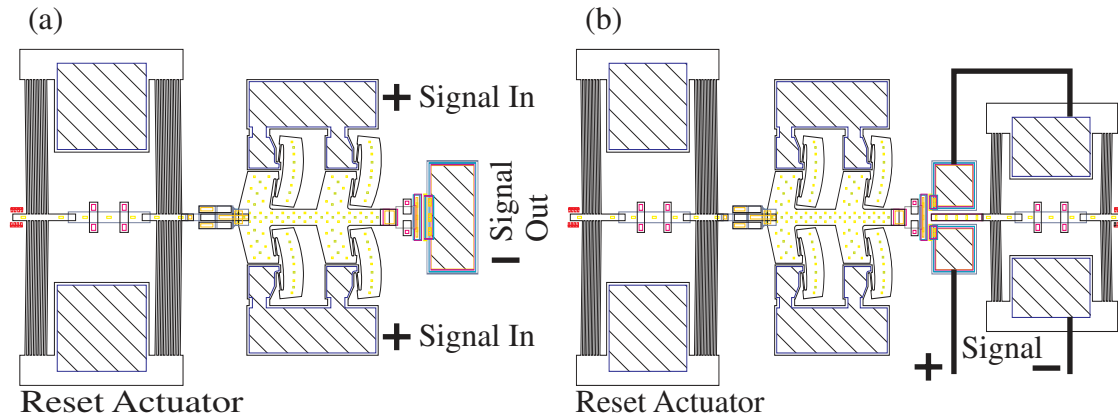 (a)
+ Signal In
Signal
Out
−
+ Signal In
Reset Actuator
(b)
+
Signal
−
Reset Actuator